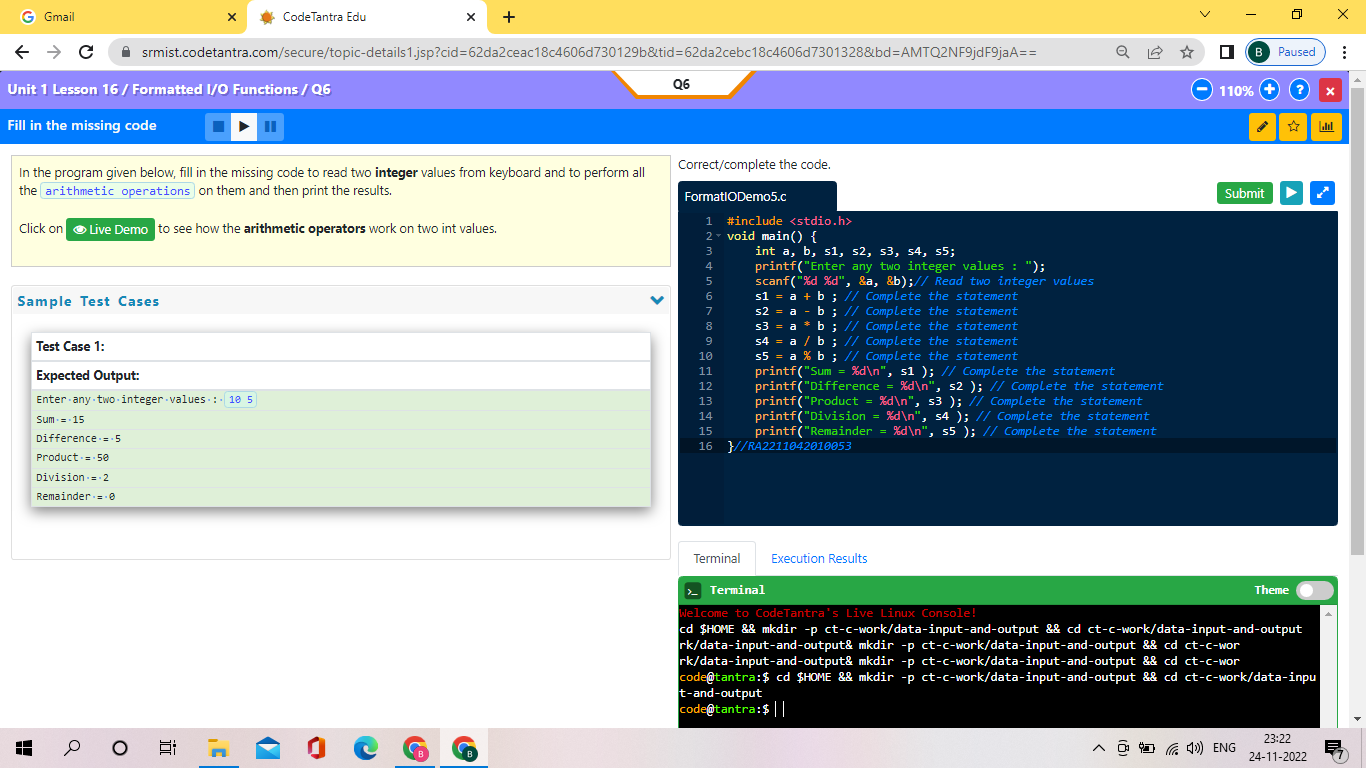 Gmail
CodeTantra Edu
srmist.codetantra.com/secure/topic-details1.jsp?cid=62da2ceac18c4606d730129b&tid=62da2cebc18c4606d7301328&bd=AMTQ2NF9jdF9jaA==
B Paused
Unit 1 Lesson 16 / Formatted I/O Functions / Q6
Q6
110%
?
x
Fill in the missing code
In the program given below, fill in the missing code to read two integer values from keyboard and to perform all
the arithmetic operations on them and then print the results.
Click on Live Demo to see how the arithmetic operators work on two int values.
Sample Test Cases
Test Case 1:
Expected Output:
Enter·any·two·integer·values·:·10 5
Sum·=·15
Difference·=·5
Product·=·50
Division·=·2
Remainder·=·0
Correct/complete the code.
FormatIODemo5.c
Submit
1 #include <stdio.h>
2 void main() {
3 int a, b, s1, s2, s3, s4, s5;
4 printf("Enter any two integer values : ");
5 scanf("%d %d", &a, &b);// Read two integer values
6 s1 = a + b ; // Complete the statement
7 s2 = a - b ; // Complete the statement
8 s3 = a * b ; // Complete the statement
9 s4 = a / b ; // Complete the statement
10 s5 = a % b ; // Complete the statement
11 printf("Sum = %d\n", s1 ); // Complete the statement
12 printf("Difference = %d\n", s2 ); // Complete the statement
13 printf("Product = %d\n", s3 ); // Complete the statement
14 printf("Division = %d\n", s4 ); // Complete the statement
15 printf("Remainder = %d\n", s5 ); // Complete the statement
16 }//RA2211042010053
Terminal
Execution Results
Terminal
Theme
Welcome to CodeTantra's Live Linux Console!
cd $HOME && mkdir -p ct-c-work/data-input-and-output && cd ct-c-work/data-input-and-output
rk/data-input-and-output& mkdir -p ct-c-work/data-input-and-output && cd ct-c-wor
rk/data-input-and-output& mkdir -p ct-c-work/data-input-and-output && cd ct-c-wor
code@tantra:$ cd $HOME && mkdir -p ct-c-work/data-input-and-output && cd ct-c-work/data-inpu
t-and-output
code@tantra:$
B
B
ENG
23:22
24-11-2022
7